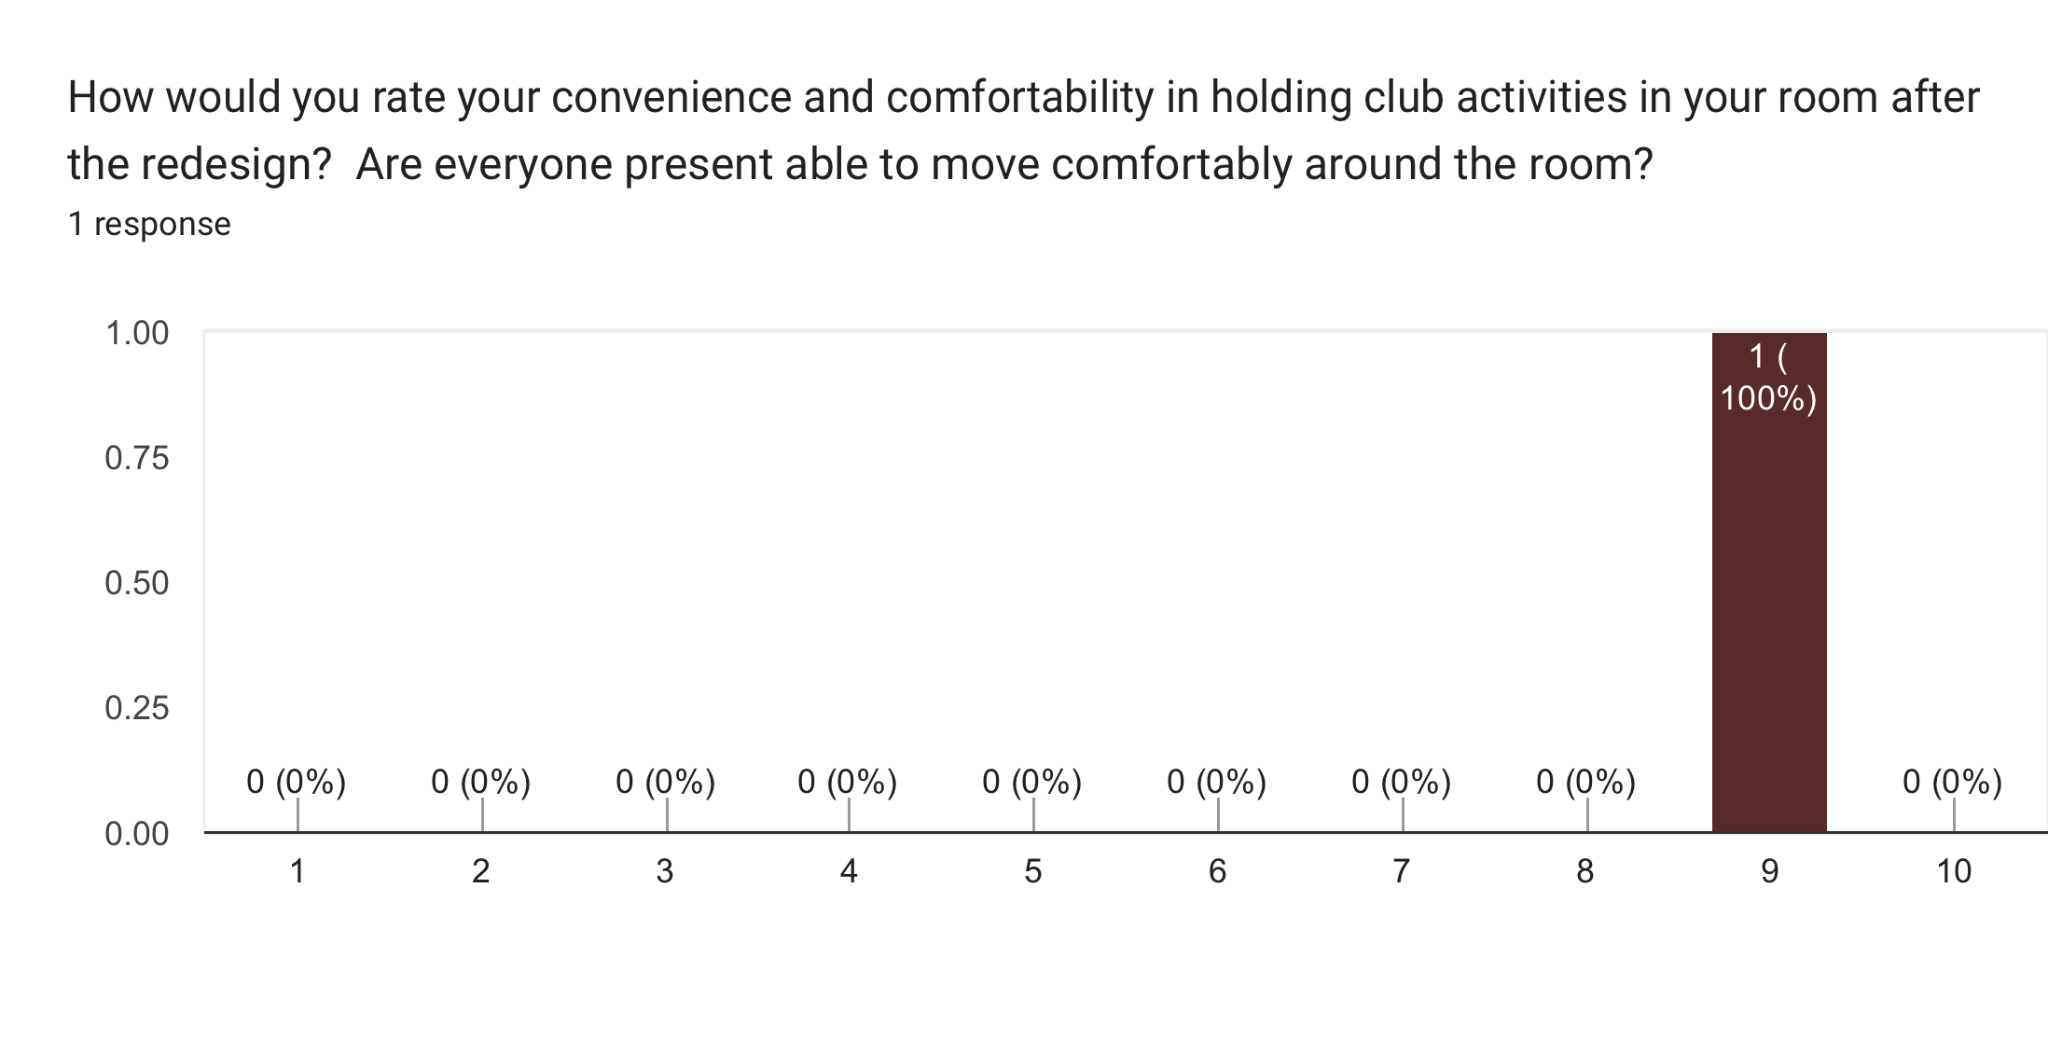 How would you rate your convenience and comfortability in holding club activities in your room after
the redesign?  Are everyone present able to move comfortably around the room?
1 response
1.00
0.75
0.50
0.25
0.00
1 (
100%)
0 (0%) 0 (0%) 0 (0%) 0 (0%) 0 (0%) 0 (0%) 0 (0%) 0 (0%) 0 (0%)
1 2 3 4 5 6 7 8 9 10